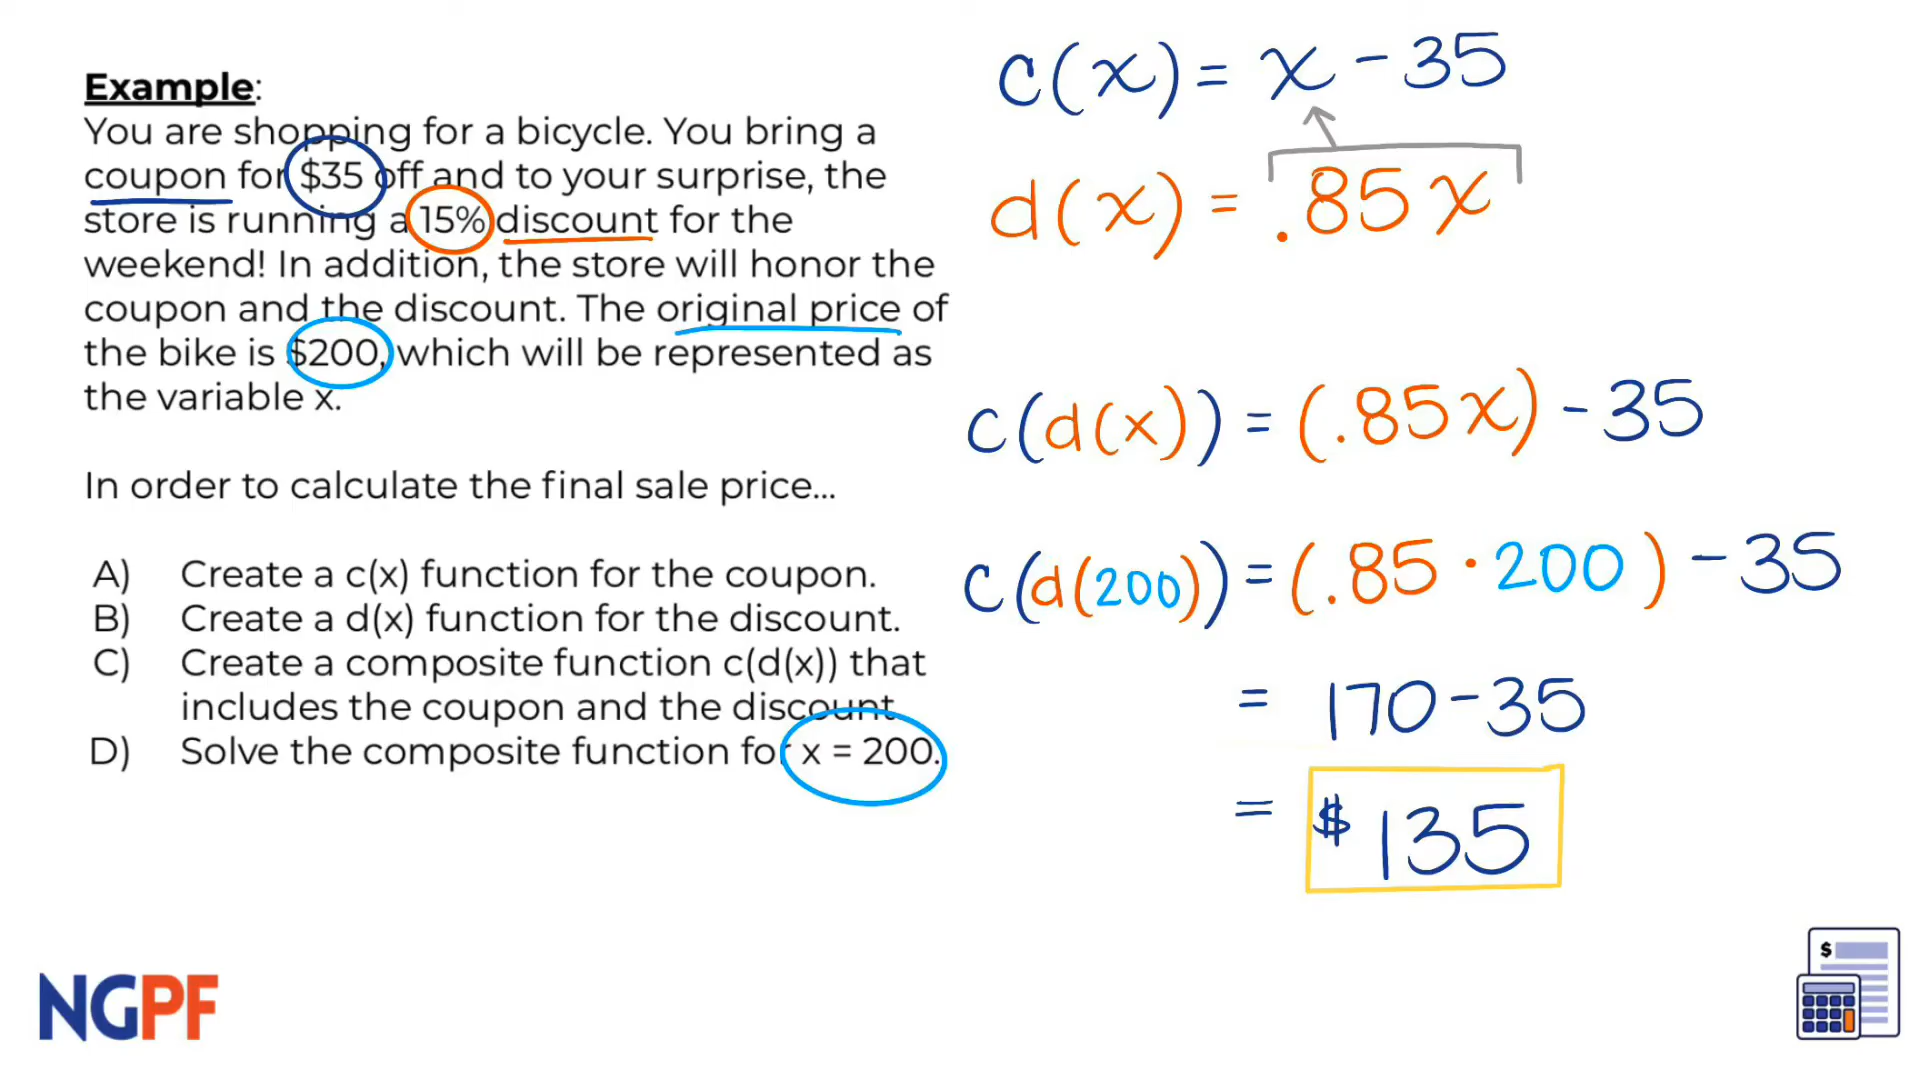 Example:
You are shopping for a bicycle. You bring a
coupon for $35 off and to your surprise, the
store is running a 15% discount for the
weekend! In addition, the store will honor the
coupon and the discount. The original price of
the bike is $200, which will be represented as
the variable x.
In order to calculate the final sale price...
A) Create a c(x) function for the coupon.
B) Create a d(x) function for the discount.
C) Create a composite function c(d(x)) that
includes the coupon and the discount.
D) Solve the composite function for x = 200.
c(x) = x - 35
d(x) = .85x
c(d(x)) = (.85x) - 35
c(d(200)) = (.85 · 200) - 35
= 170 - 35
= $135
NGPF
$